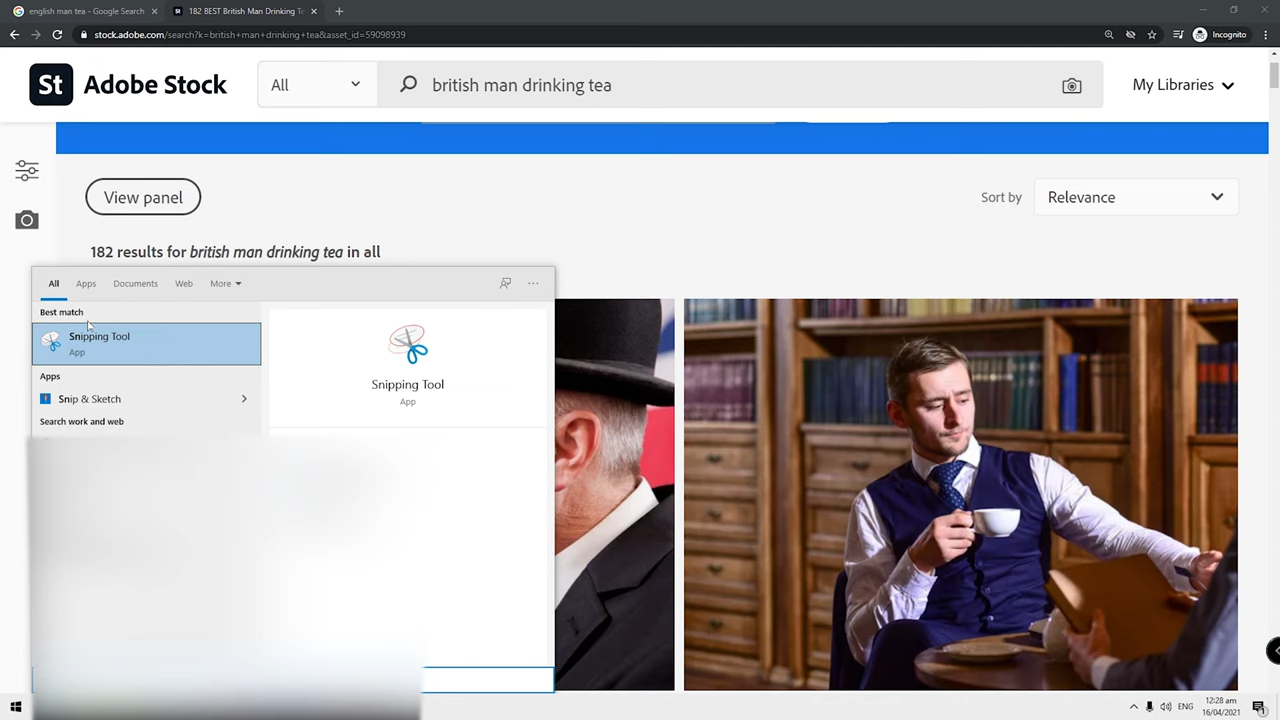 english man tea - Google Search
182 BEST British Man Drinking Te
stock.adobe.com/search?k=british+man+drinking+tea&asset_id=59098939
Incognito
St
Adobe Stock
All
british man drinking tea
My Libraries
View panel
Sort by
Relevance
182 results for british man drinking tea in all
All
Apps
Documents
Web
More
Best match
Snipping Tool
App
Apps
Snip & Sketch
Search work and web
Snipping Tool
App
ENG
12:28 am
16/04/2021